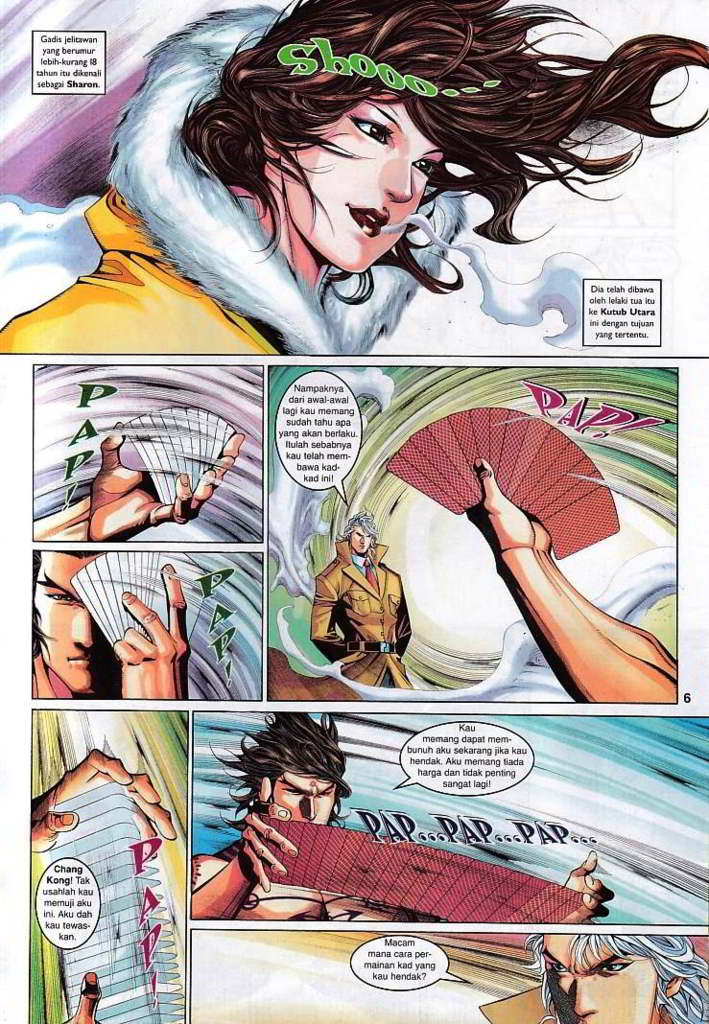 Gadis jelitawan
yang berumur
lebih-kurang 18
tahun itu dikenali
sebagai Sharon.
Shooo...
Dia telah dibawa
oleh lelaki tua itu
ke Kutub Utara
ini dengan tujuan
yang tertentu.
PAP
PAP!
Nampaknya
dari awal-awal
lagi kau memang
sudah tahu apa
yang akan berlaku.
Itulah sebabnya
kau telah mem-
bawa kad-
kad ini!
PAP!
PAP
PAP!
6
Kau
memang dapat mem-
bunuh aku sekarang jika kau
hendak. Aku memang tiada
harga dan tidak penting
sangat lagi!
PAP...PAP...PAP...
PAP
PAP!
Chang
Kong! Tak
usahlah kau
memuji aku
ini. Aku dah
kau tewas-
kan.
Macam
mana cara per-
mainan kad yang
kau hendak?